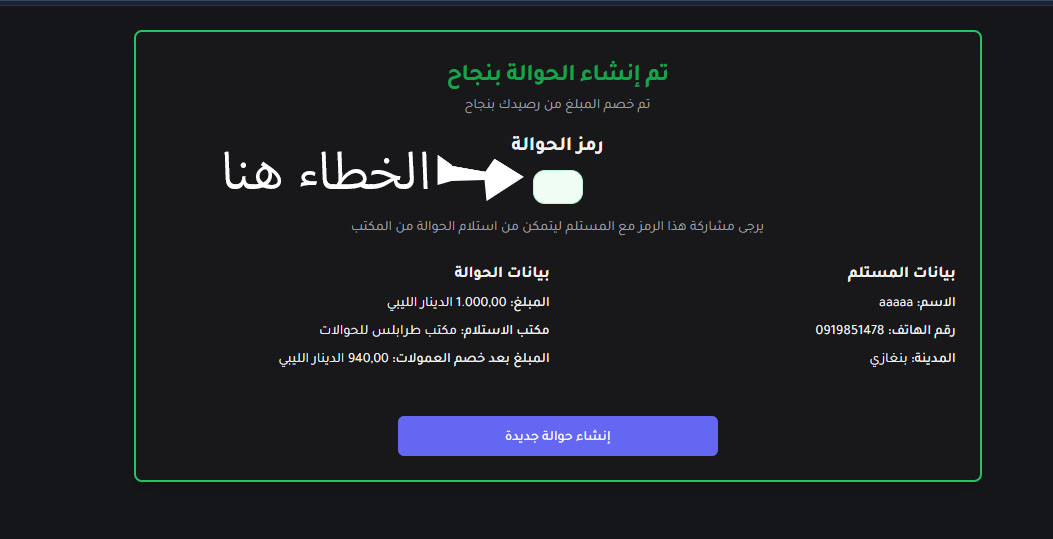 تم إنشاء الحوالة بنجاح
تم خصم المبلغ من رصيدك بنجاح
رمز الحوالة
الخطاء هنا
يرجى مشاركة هذا الرمز مع المستلم ليتمكن من استلام الحوالة من المكتب
بيانات المستلم
الاسم: aaaaa
رقم الهاتف: 0919851478
المدينة: بنغازي
بيانات الحوالة
المبلغ: 1.000,00 الدينار الليبي
مكتب الاستلام: مكتب طرابلس للحوالات
المبلغ بعد خصم العمولات: 940,00 الدينار الليبي
إنشاء حوالة جديدة